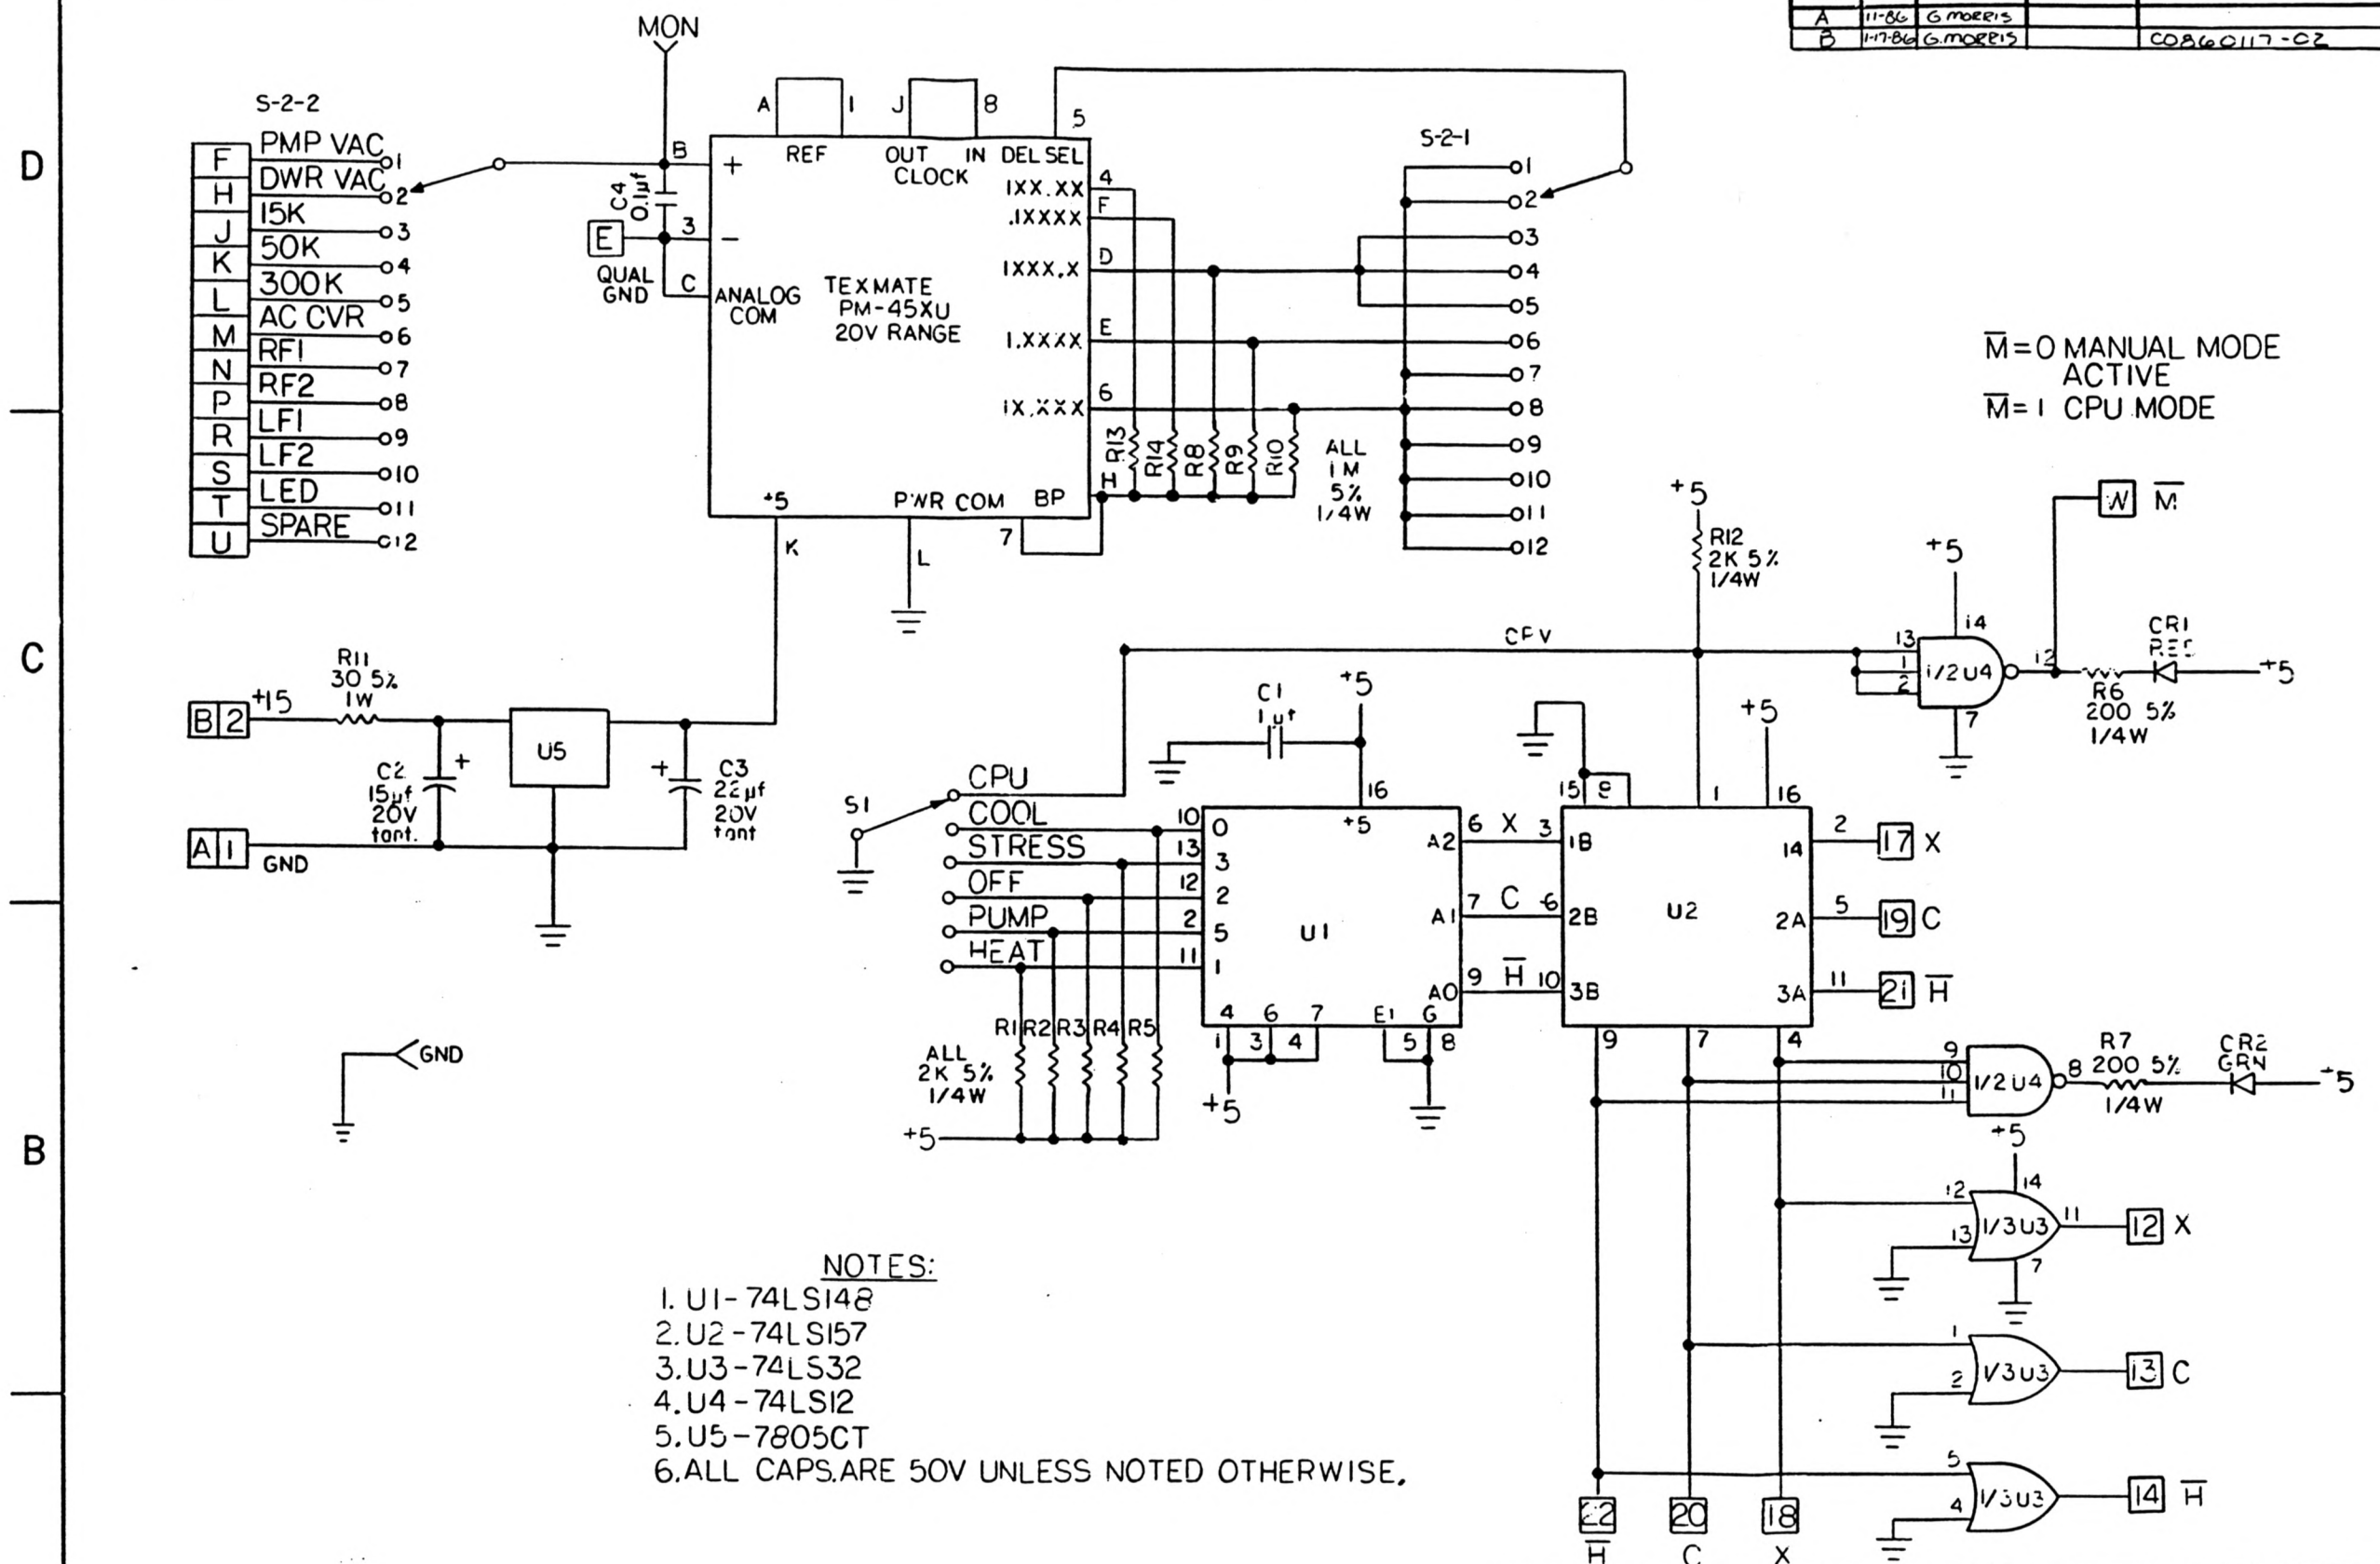 A 11-86 G MORRIS
B 1-17-86 G.MORRIS C0860117-02
MON
S-2-2
F PMP VAC 1
H DWR VAC 2
J 15K 3
K 50K 4
L 300K 5
M AC CVR 6
N RF1 7
P RF2 8
R LF1 9
S LF2 10
T LED 11
U SPARE 12
D
C
B
A 1 J 8 5
REF OUT IN DEL SEL
CLOCK
B +
C4
0.1µf
E 3 −
QUAL
GND
C ANALOG
COM
TEXMATE
PM-45XU
20V RANGE
1XX.XX 4
.1XXXX F
1XXX.X D
1.XXXX E
1X.XXX 6
+5 PWR COM BP H
K L 7
R13 R14 R8 R9 R10
ALL
1M
5%
1/4W
S-2-1
1
2
3
4
5
6
7
8
9
10
11
12
M=0 MANUAL MODE
ACTIVE
M=1 CPU MODE
+5
R12
2K 5%
1/4W
W M
+5
14
13
1
2
1/2 U4
12
7
CR1
R6
200 5%
1/4W
+5
R11
30 5%
1W
B 2 +15
U5
C2
15µf
20V
tant.
+
C3
22µf
20V
tant
+
A 1 GND
GND
S1
CPU
COOL
STRESS
OFF
PUMP
HEAT
C1
1µf
+5
16
+5
10 0
13 3
12 2
2 5
11 1
U1
A2 6 X 3 1B
A1 7 C 6 2B
A0 9 H 10 3B
4 6 7 E1 G
1 3 4 5 8
+5
R1 R2 R3 R4 R5
ALL
2K 5%
1/4W
+5
15 1 16
+5
U2
14 2 17 X
2A 5 19 C
3A 11 21 H
9 7 4
9
10
11
1/2 U4
8
R7
200 5%
1/4W
CR2
GRN
+5
+5
14
12
13
1/3 U3
11
12 X
7
1
2
1/3 U3
13 C
5
4
1/3 U3
14 H
22 20 18
H C X
NOTES:
1. U1-74LS148
2. U2-74LS157
3. U3-74LS32
4. U4-74LS12
5. U5-7805CT
6. ALL CAPS. ARE 50V UNLESS NOTED OTHERWISE.